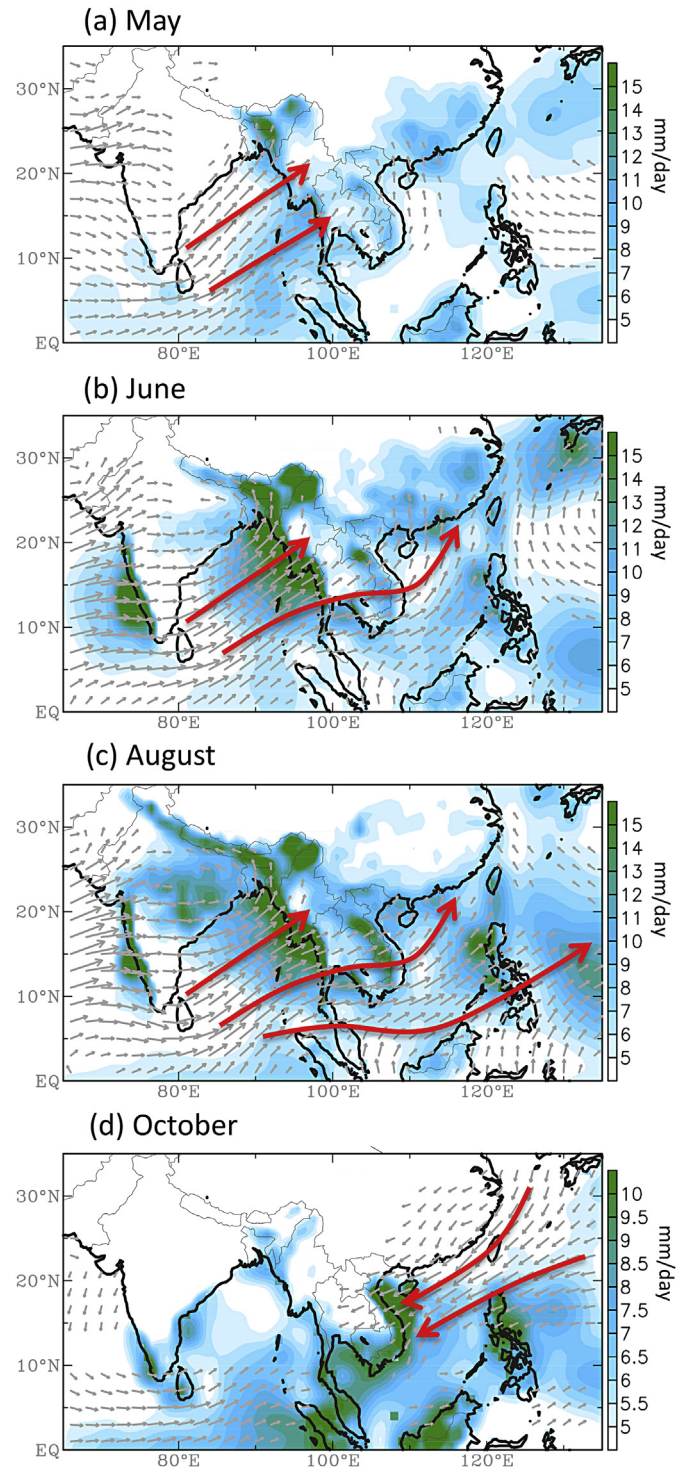 (a) May
30°N
20°N
10°N
EQ
80°E
100°E
120°E
15
14
13
12
11
10
9
8
7
6
5
mm/day
(b) June
30°N
20°N
10°N
EQ
80°E
100°E
120°E
15
14
13
12
11
10
9
8
7
6
5
mm/day
(c) August
30°N
20°N
10°N
EQ
80°E
100°E
120°E
15
14
13
12
11
10
9
8
7
6
5
mm/day
(d) October
30°N
20°N
10°N
EQ
80°E
100°E
120°E
10
9.5
9
8.5
8
7.5
7
6.5
6
5.5
5
mm/day